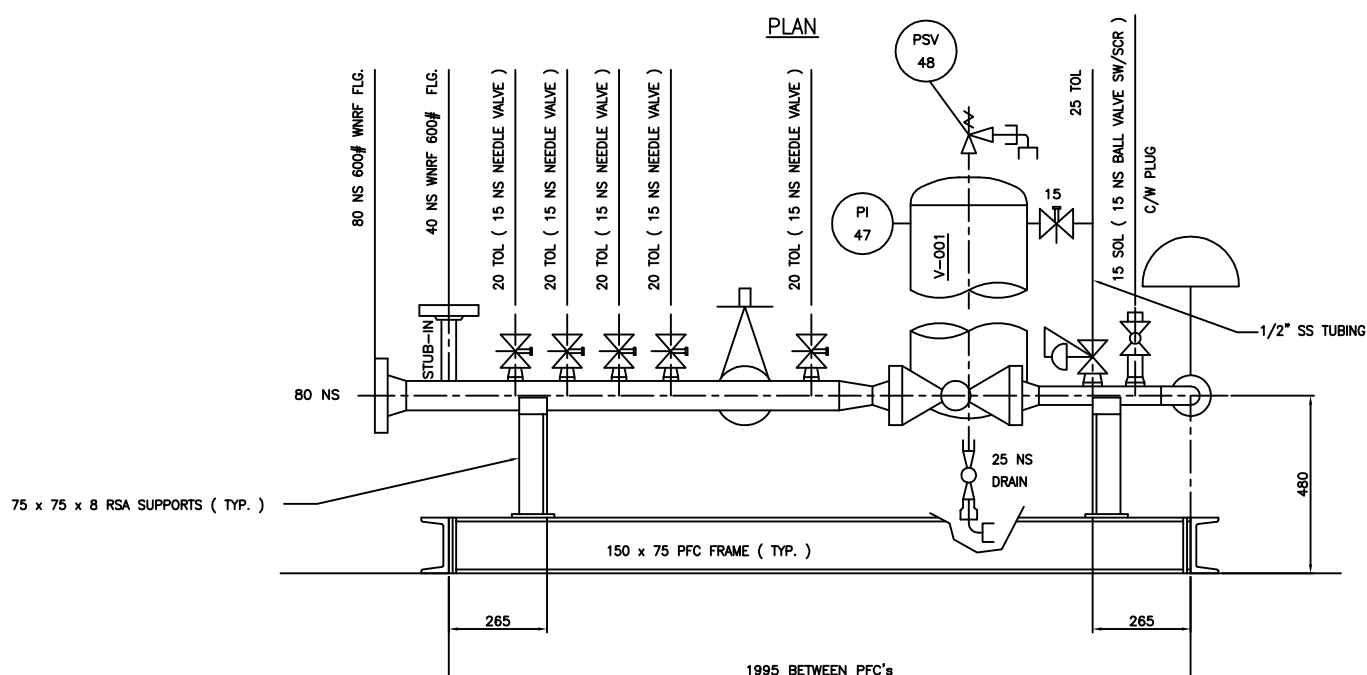 PLAN
80 NS 600# WNRF FLG.
40 NS WNRF 600# FLG.
20 TOL ( 15 NS NEEDLE VALVE )
20 TOL ( 15 NS NEEDLE VALVE )
20 TOL ( 15 NS NEEDLE VALVE )
20 TOL ( 15 NS NEEDLE VALVE )
20 TOL ( 15 NS NEEDLE VALVE )
PSV
48
25 TOL
15 SOL ( 15 NS BALL VALVE SW/SCR )
C/W PLUG
PI
47
15
V-001
1/2" SS TUBING
STUB-IN
80 NS
25 NS
DRAIN
480
75 x 75 x 8 RSA SUPPORTS ( TYP. )
150 x 75 PFC FRAME ( TYP. )
265
265
1995 BETWEEN PFC's